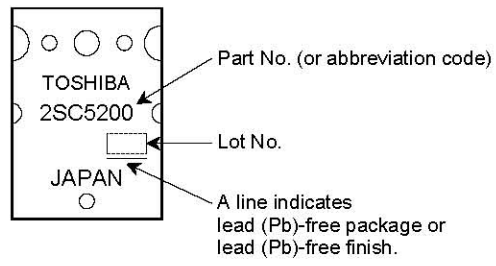 TOSHIBA
2SC5200
JAPAN
Part No. (or abbreviation code)
Lot No.
A line indicates
lead (Pb)-free package or
lead (Pb)-free finish.